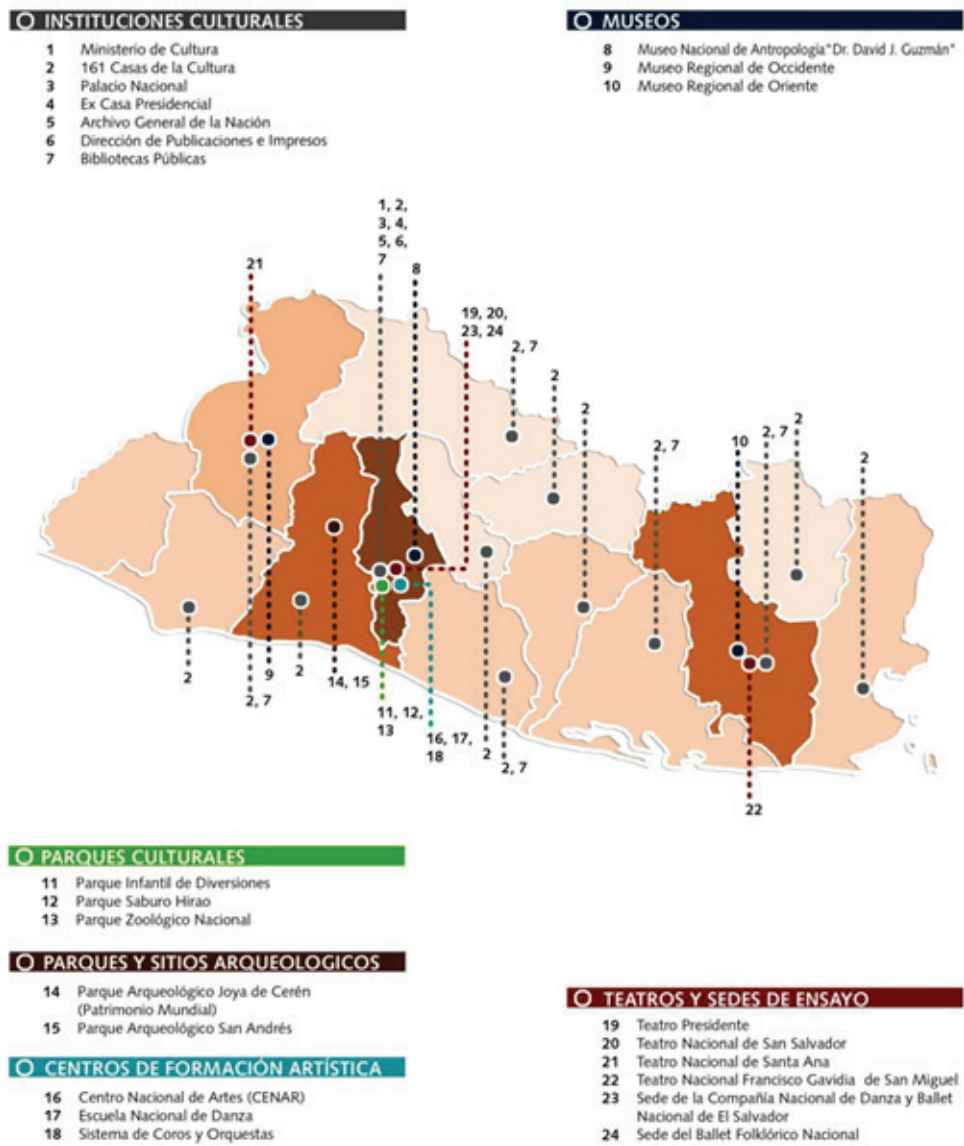 INSTITUCIONES CULTURALES
1 Ministerio de Cultura
2 161 Casas de la Cultura
3 Palacio Nacional
4 Ex Casa Presidencial
5 Archivo General de la Nación
6 Dirección de Publicaciones e Impresos
7 Bibliotecas Públicas
MUSEOS
8 Museo Nacional de Antropología "Dr. David J. Guzmán"
9 Museo Regional de Occidente
10 Museo Regional de Oriente
1, 2,
3, 4,
5, 6,
7
21
8
19, 20,
23, 24
2, 7
2
2
2, 7
10
2, 7
2
2
2
2, 7
9
2
14, 15
11, 12,
13
16, 17,
18
2
2, 7
22
PARQUES CULTURALES
11 Parque Infantil de Diversiones
12 Parque Saburo Hirao
13 Parque Zoológico Nacional
PARQUES Y SITIOS ARQUEOLOGICOS
14 Parque Arqueológico Joya de Cerén
(Patrimonio Mundial)
15 Parque Arqueológico San Andrés
CENTROS DE FORMACIÓN ARTÍSTICA
16 Centro Nacional de Artes (CENAR)
17 Escuela Nacional de Danza
18 Sistema de Coros y Orquestas
TEATROS Y SEDES DE ENSAYO
19 Teatro Presidente
20 Teatro Nacional de San Salvador
21 Teatro Nacional de Santa Ana
22 Teatro Nacional Francisco Gavidia de San Miguel
23 Sede de la Compañía Nacional de Danza y Ballet
Nacional de El Salvador
24 Sede del Ballet Folklórico Nacional